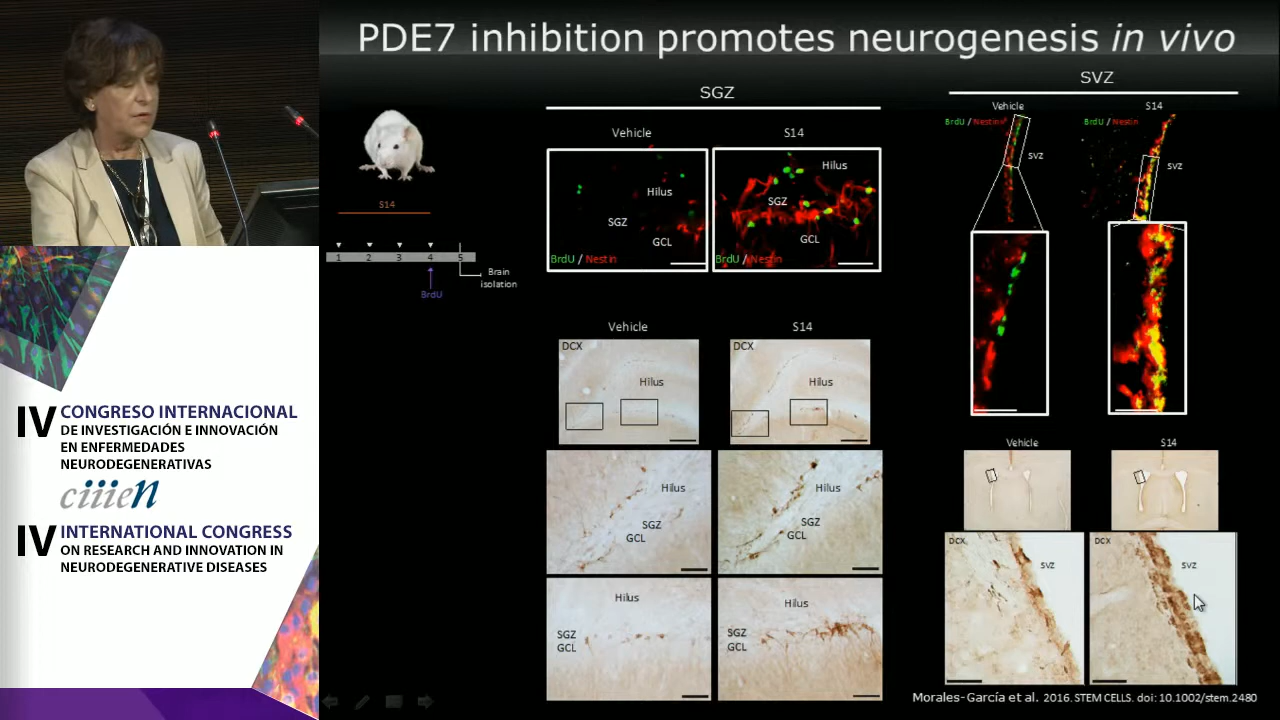 PDE7 inhibition promotes neurogenesis in vivo
S14
1 2 3 4 5
BrdU
Brain
isolation
SGZ
Vehicle S14
Hilus
SGZ
GCL
BrdU / Nestin
Hilus
SGZ
GCL
BrdU / Nestin
Vehicle S14
DCX
Hilus
DCX
Hilus
Hilus
SGZ
GCL
Hilus
SGZ
GCL
Hilus
SGZ
GCL
Hilus
SGZ
GCL
SVZ
Vehicle S14
BrdU / Nestin
SVZ
BrdU / Nestin
SVZ
Vehicle S14
DCX
SVZ
DCX
SVZ
Morales-García et al. 2016. STEM CELLS. doi: 10.1002/stem.2480
IV CONGRESO INTERNACIONAL
DE INVESTIGACIÓN E INNOVACIÓN
EN ENFERMEDADES
NEURODEGENERATIVAS
ciiien
IV INTERNATIONAL CONGRESS
ON RESEARCH AND INNOVATION IN
NEURODEGENERATIVE DISEASES